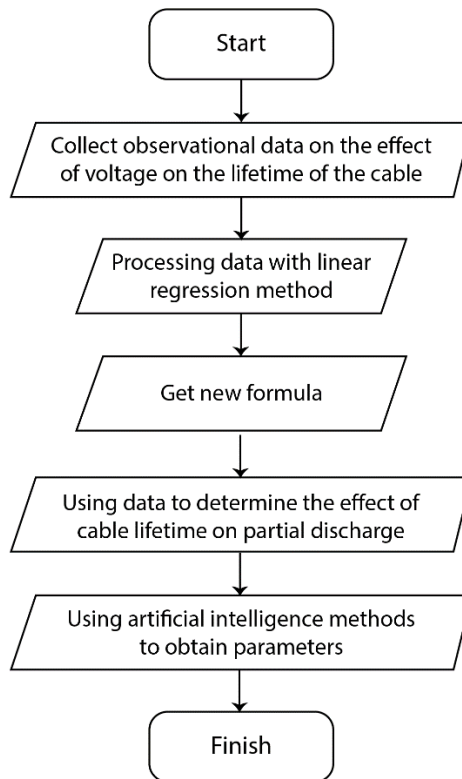 Start
Collect observational data on the effect
of voltage on the lifetime of the cable
Processing data with linear
regression method
Get new formula
Using data to determine the effect of
cable lifetime on partial discharge
Using artificial intelligence methods
to obtain parameters
Finish